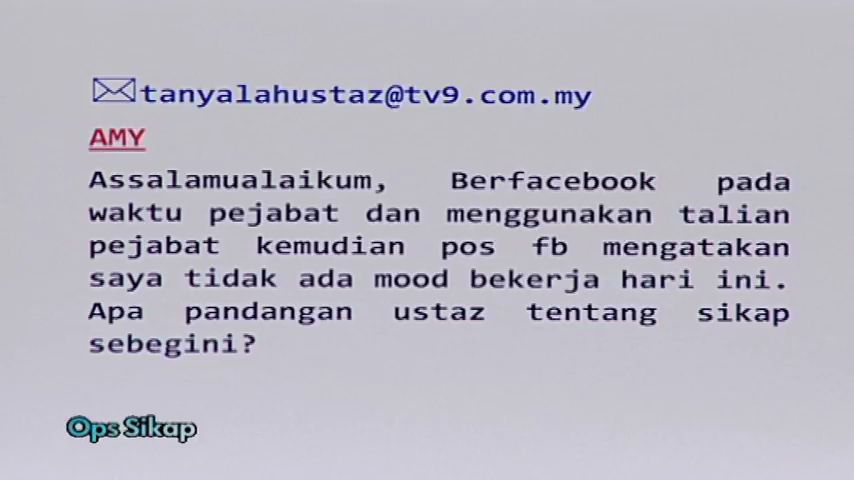 tanyalahustaz@tv9.com.my
AMY
Assalamualaikum, Berfacebook pada
waktu pejabat dan menggunakan talian
pejabat kemudian pos fb mengatakan
saya tidak ada mood bekerja hari ini.
Apa pandangan ustaz tentang sikap
sebegini?
Ops Sikap